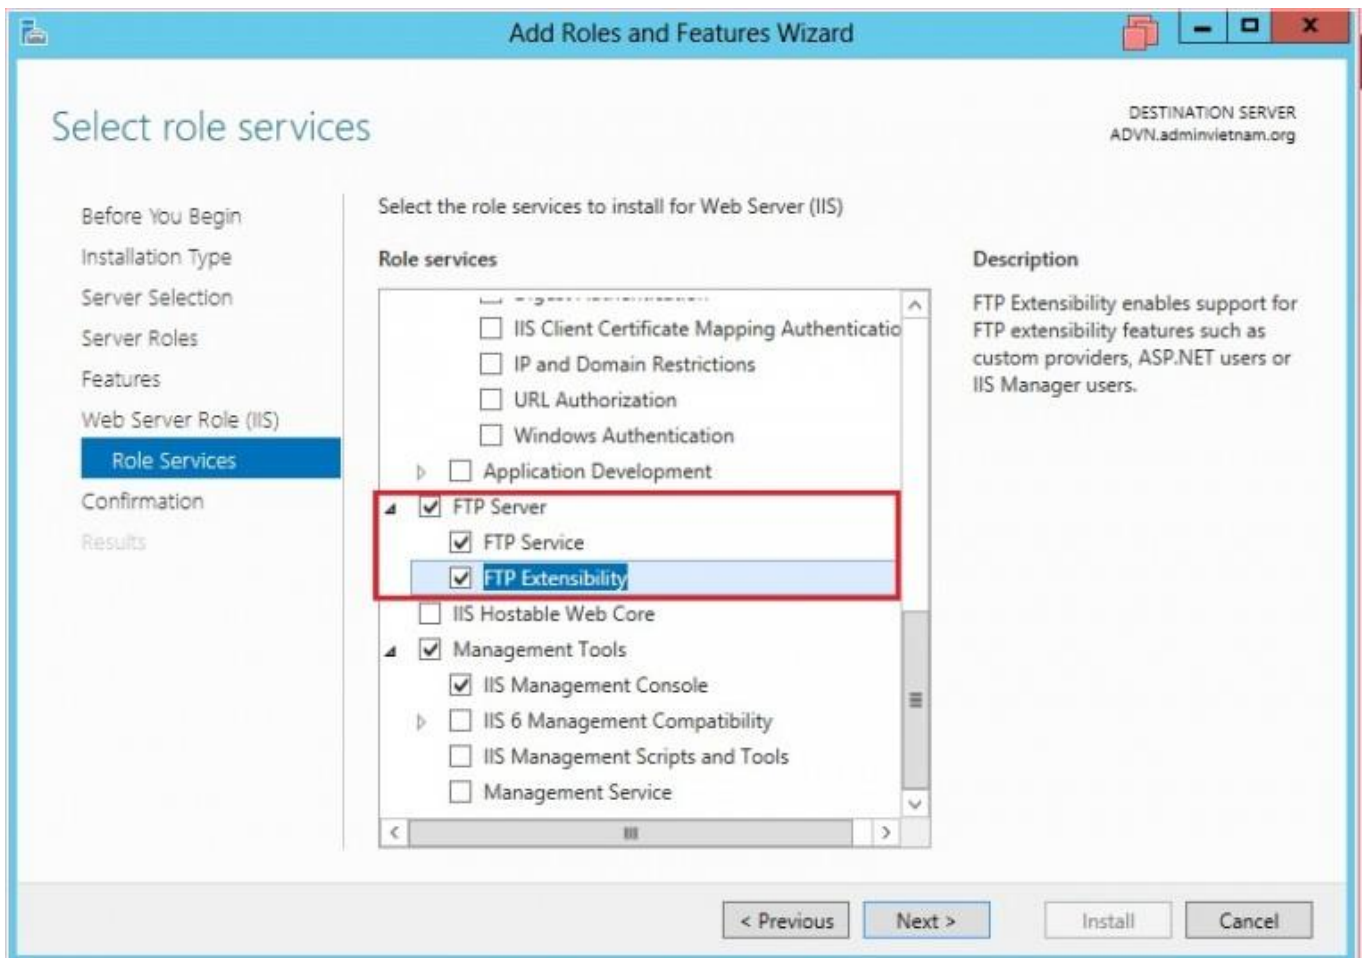 Add Roles and Features Wizard
Select role services
DESTINATION SERVER
ADVN.adminvietnam.org
Before You Begin
Installation Type
Server Selection
Server Roles
Features
Web Server Role (IIS)
Role Services
Confirmation
Results
Select the role services to install for Web Server (IIS)
Role services
IIS Client Certificate Mapping Authenticatio
IP and Domain Restrictions
URL Authorization
Windows Authentication
Application Development
FTP Server
FTP Service
FTP Extensibility
IIS Hostable Web Core
Management Tools
IIS Management Console
IIS 6 Management Compatibility
IIS Management Scripts and Tools
Management Service
Description
FTP Extensibility enables support for
FTP extensibility features such as
custom providers, ASP.NET users or
IIS Manager users.
< Previous
Next >
Install
Cancel